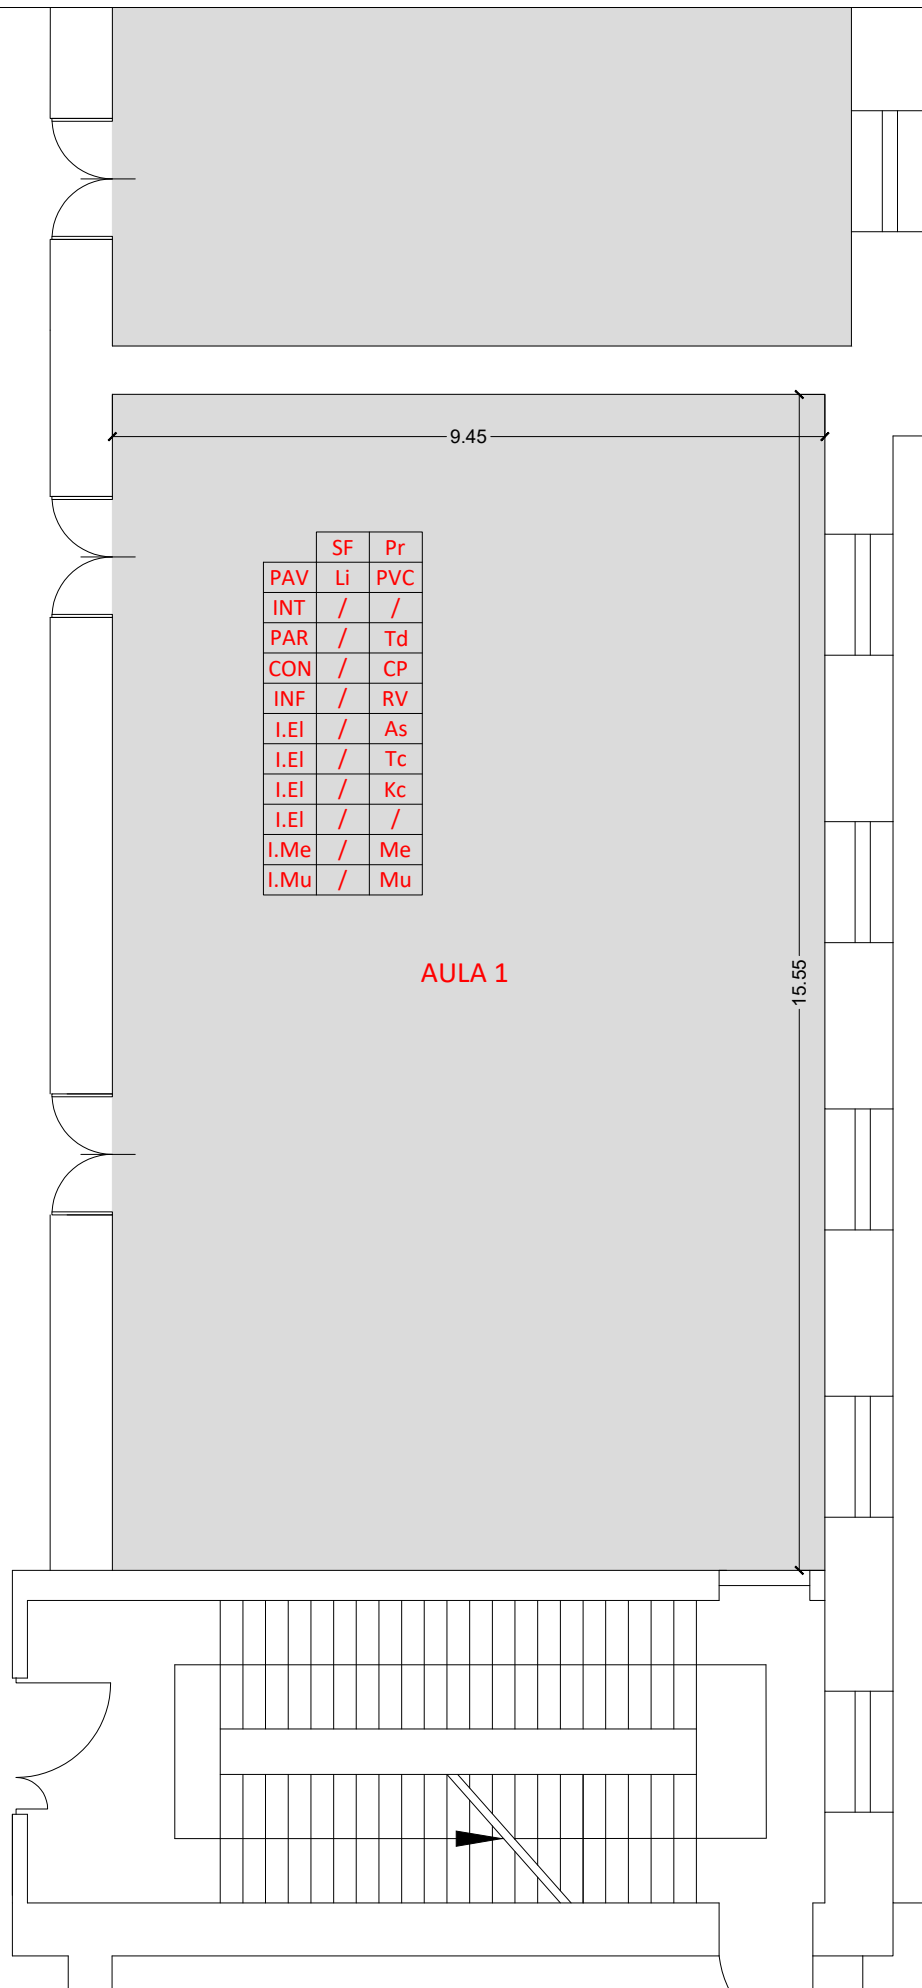 9.45
SF Pr
PAV Li PVC
INT / /
PAR / Td
CON / CP
INF / RV
I.El / As
I.El / Tc
I.El / Kc
I.El / /
I.Me / Me
I.Mu / Mu
AULA 1
15.55